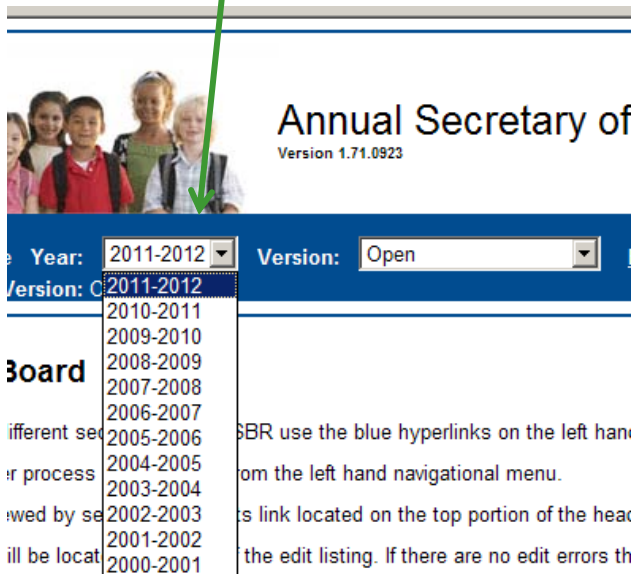 Annual Secretary of
Version 1.71.0923
Year: 2011-2012 Version: Open
Version:
2011-2012
2010-2011
2009-2010
2008-2009
2007-2008
2006-2007
2005-2006
2004-2005
2003-2004
2002-2003
2001-2002
2000-2001
Board
ifferent sec SBR use the blue hyperlinks on the left hand
r process om the left hand navigational menu.
ewed by se s link located on the top portion of the head
ill be locat f the edit listing. If there are no edit errors th